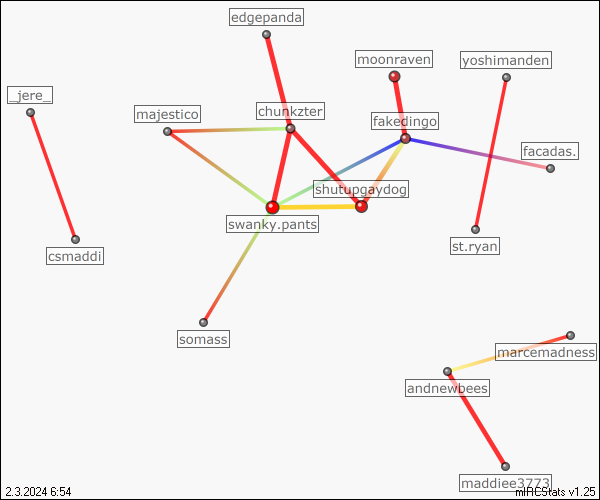 edgepanda
moonraven
yoshimanden
_jere_
majestico
chunkzter
fakedingo
facadas.
shutupgaydog
swanky.pants
st.ryan
csmaddi
somass
marcemadness
andnewbees
maddiee3773
2.3.2024 6:54
mIRCStats v1.25